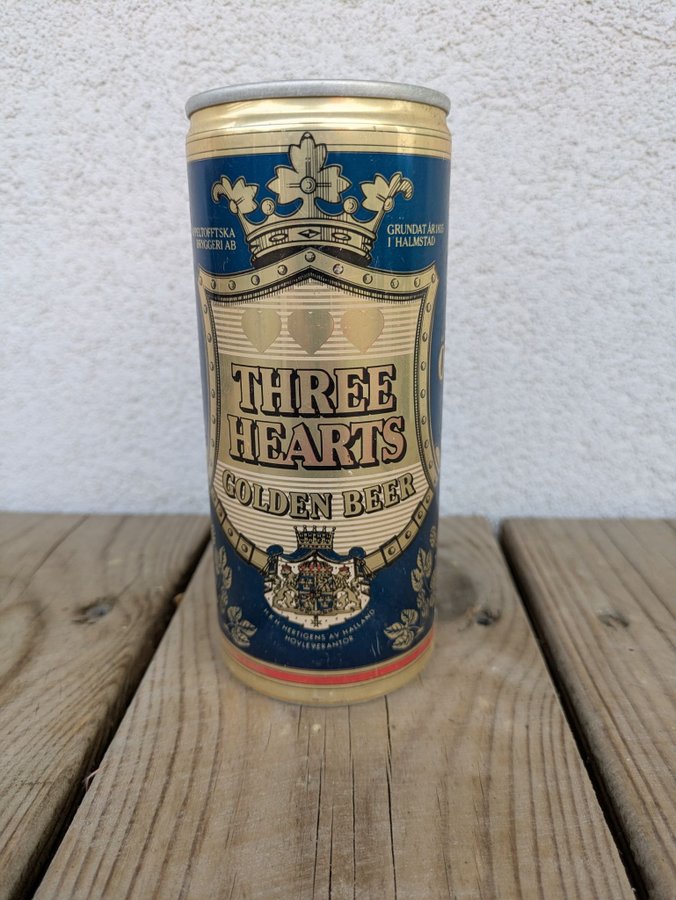 BRYGGERI AB
GRUNDAT ÅR
I HALMSTAD
THREE
HEARTS
GOLDEN BEER
H K H HERTIGENS AV HALLAND
HOVLEVERANTÖR